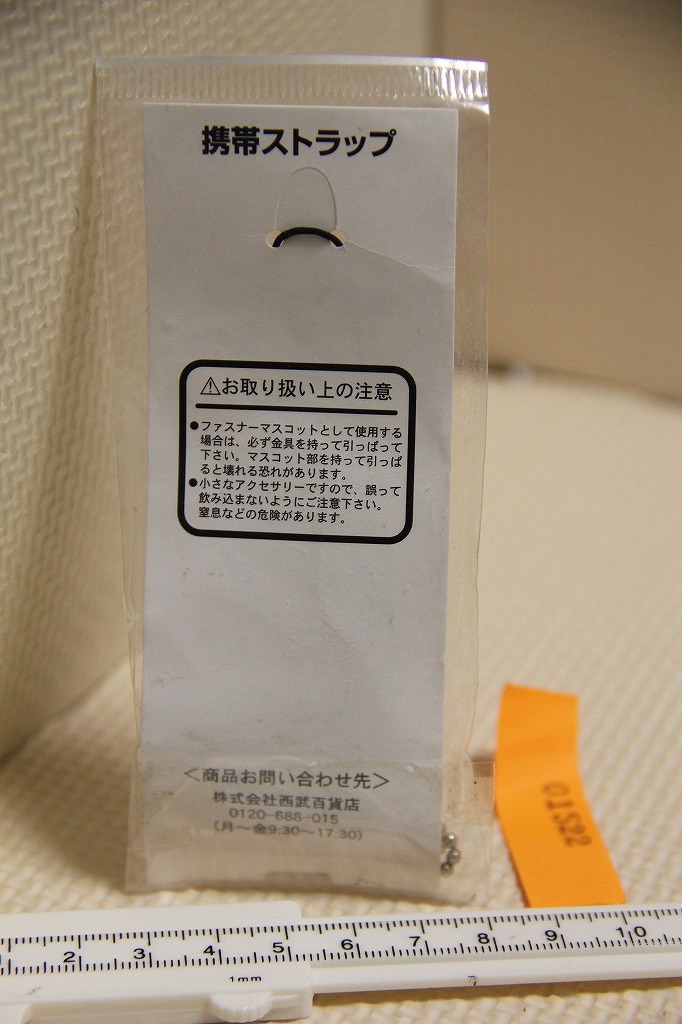 携帯ストラップ
⚠お取り扱い上の注意
●ファスナーマスコットとして使用する
場合は、必ず金具を持って引っぱって
下さい。マスコット部を持って引っぱ
ると壊れる恐れがあります。
●小さなアクセサリーですので、誤って
飲み込まないようにご注意下さい。
窒息などの危険があります。
＜商品お問い合わせ先＞
株式会社西武百貨店
0120-688-015
(月～金9:30～17:30)
01522
1 2 3 4 5 6 7 8 9 10
1mm